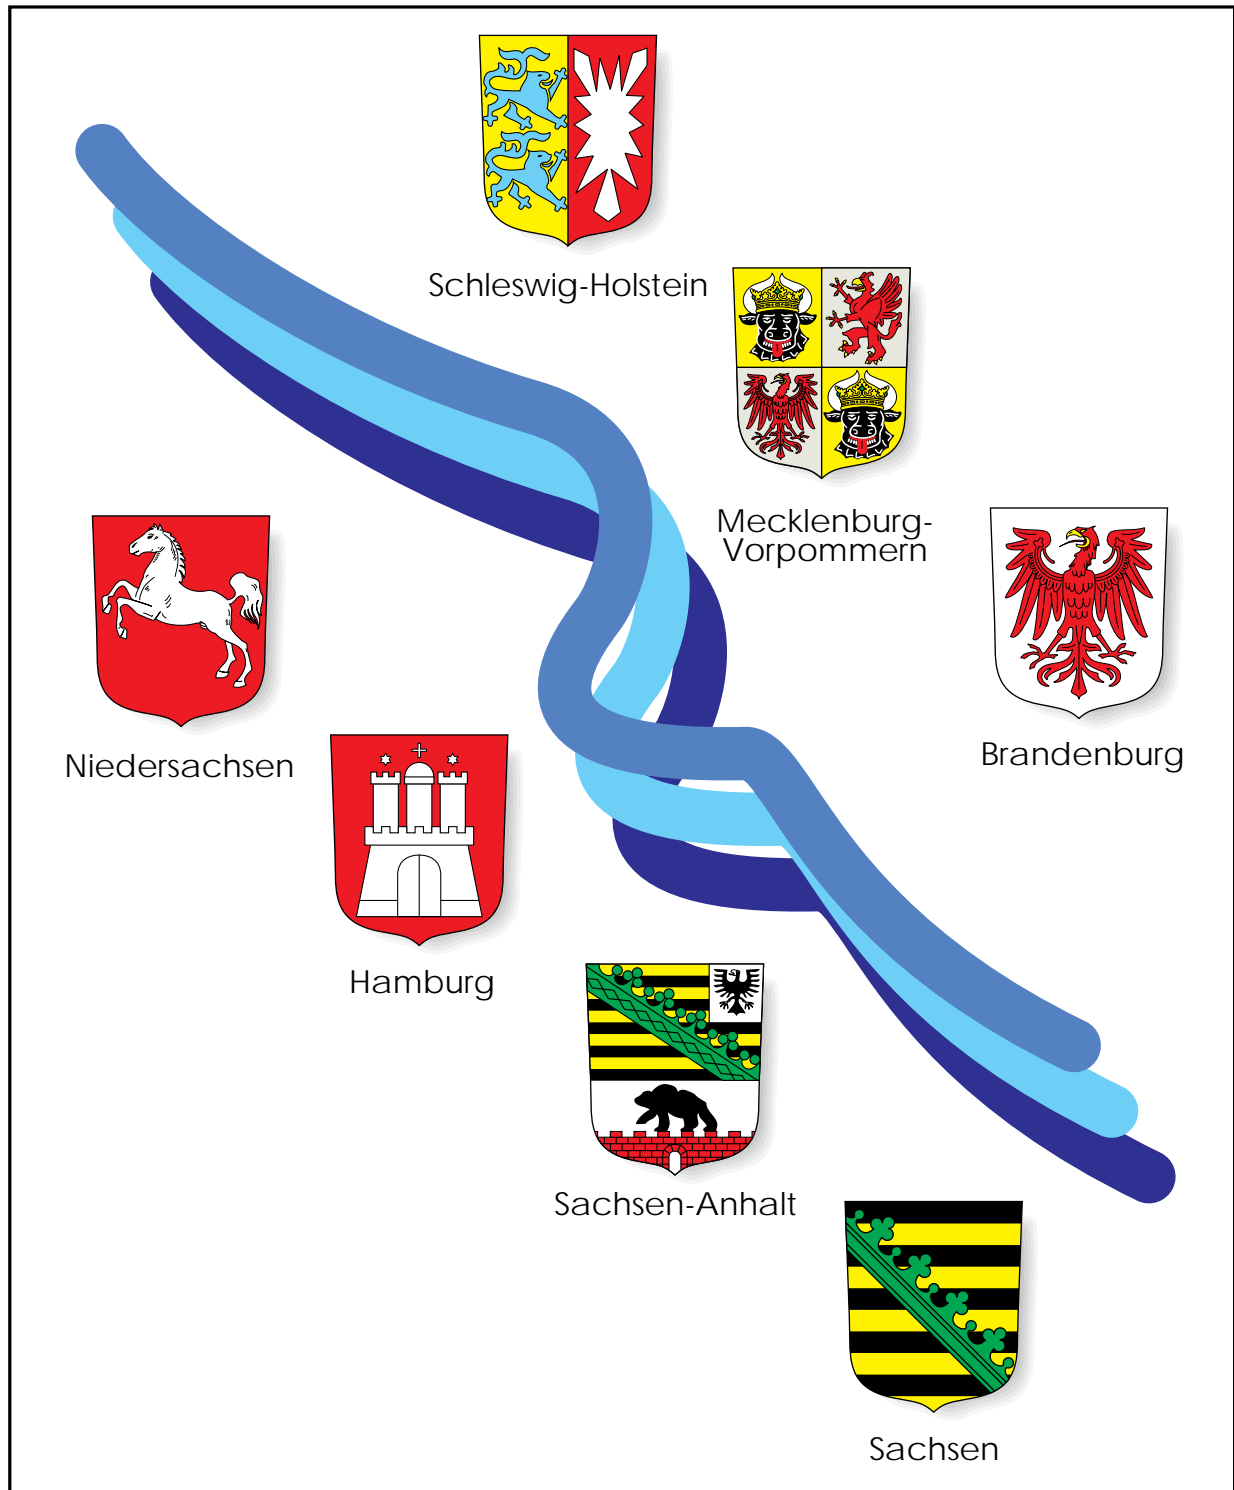 Schleswig-Holstein
Mecklenburg-
Vorpommern
Niedersachsen
Brandenburg
Hamburg
Sachsen-Anhalt
Sachsen